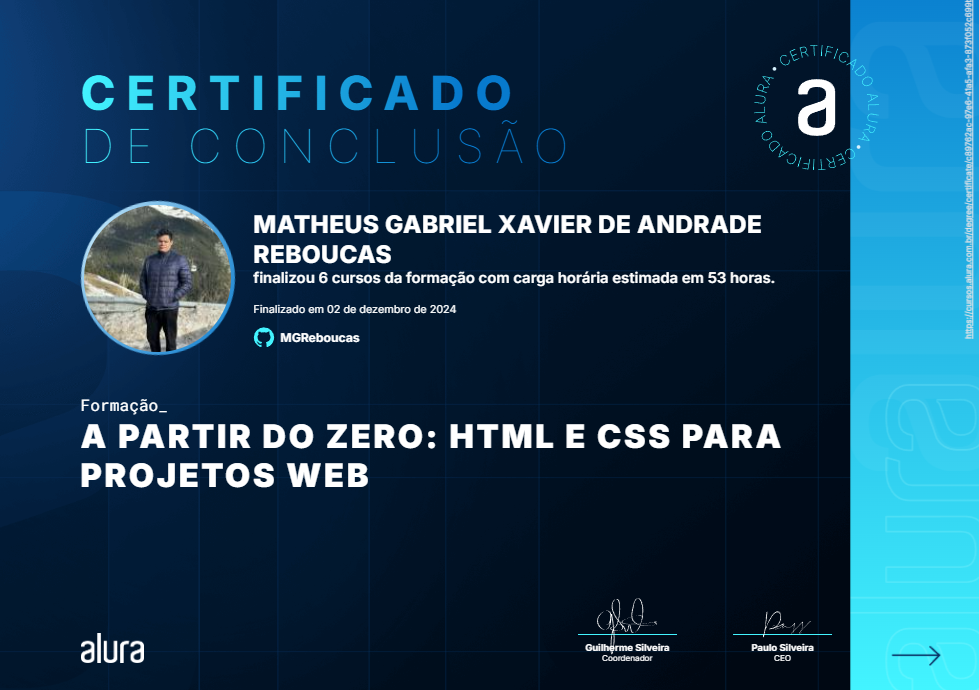 CERTIFICADO
DE CONCLUSÃO
CERTIFICADO ALURA • CERTIFICADO ALURA •
a
MATHEUS GABRIEL XAVIER DE ANDRADE
REBOUCAS
finalizou 6 cursos da formação com carga horária estimada em 53 horas.
Finalizado em 02 de dezembro de 2024
MGReboucas
Formação_
A PARTIR DO ZERO: HTML E CSS PARA
PROJETOS WEB
alura
Guilherme Silveira
Coordenador
Paulo Silveira
CEO
alura